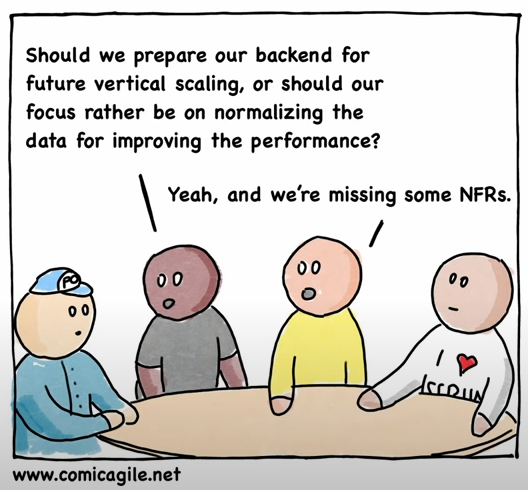 Should we prepare our backend for
future vertical scaling, or should our
focus rather be on normalizing the
data for improving the performance?
Yeah, and we're missing some NFRs.
PO
I
www.comicagile.net